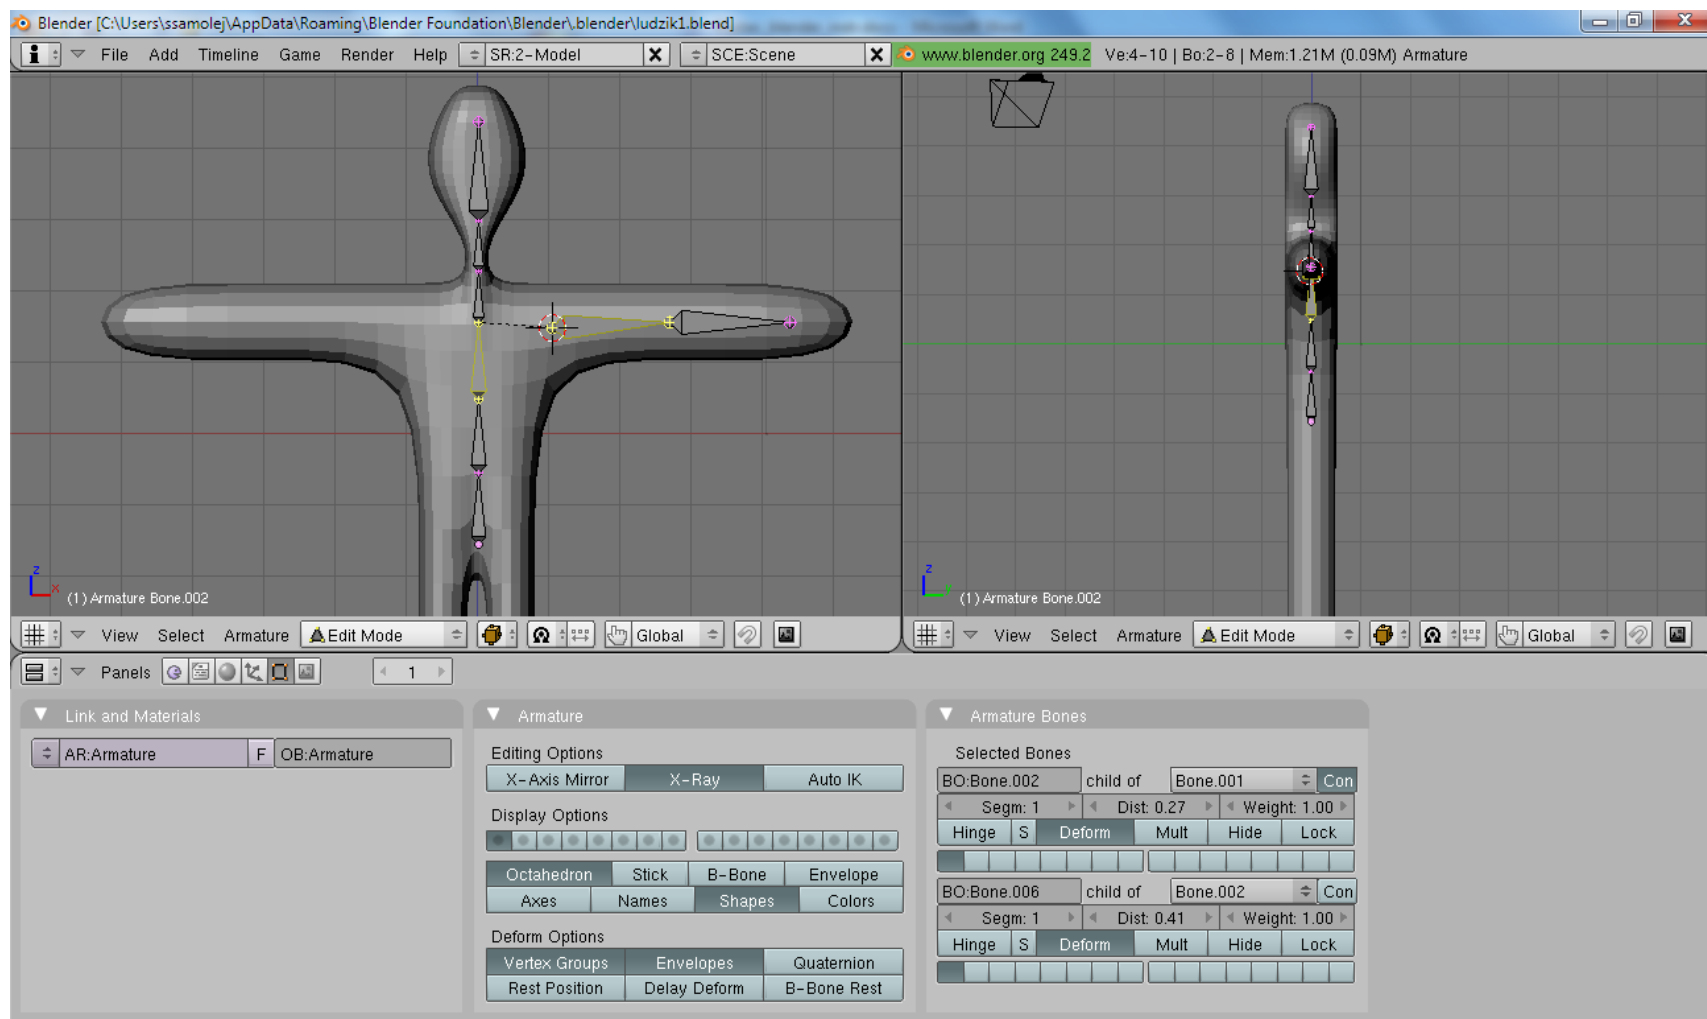 Blender [C:\Users\ssamolej\AppData\Roaming\Blender Foundation\Blender\.blender\ludzik1.blend]
File Add Timeline Game Render Help SR:2-Model SCE:Scene www.blender.org 249.2 Ve:4-10 | Bo:2-8 | Mem:1.21M (0.09M) Armature
z
x
(1) Armature Bone.002
z
(1) Armature Bone.002
View Select Armature Edit Mode Global
View Select Armature Edit Mode Global
Panels 1
Link and Materials
AR:Armature F OB:Armature
Armature
Editing Options
X-Axis Mirror X-Ray Auto IK
Display Options
Octahedron Stick B-Bone Envelope
Axes Names Shapes Colors
Deform Options
Vertex Groups Envelopes Quaternion
Rest Position Delay Deform B-Bone Rest
Armature Bones
Selected Bones
BO:Bone.002 child of Bone.001 Con
Segm: 1 Dist: 0.27 Weight: 1.00
Hinge S Deform Mult Hide Lock
BO:Bone.006 child of Bone.002 Con
Segm: 1 Dist: 0.41 Weight: 1.00
Hinge S Deform Mult Hide Lock